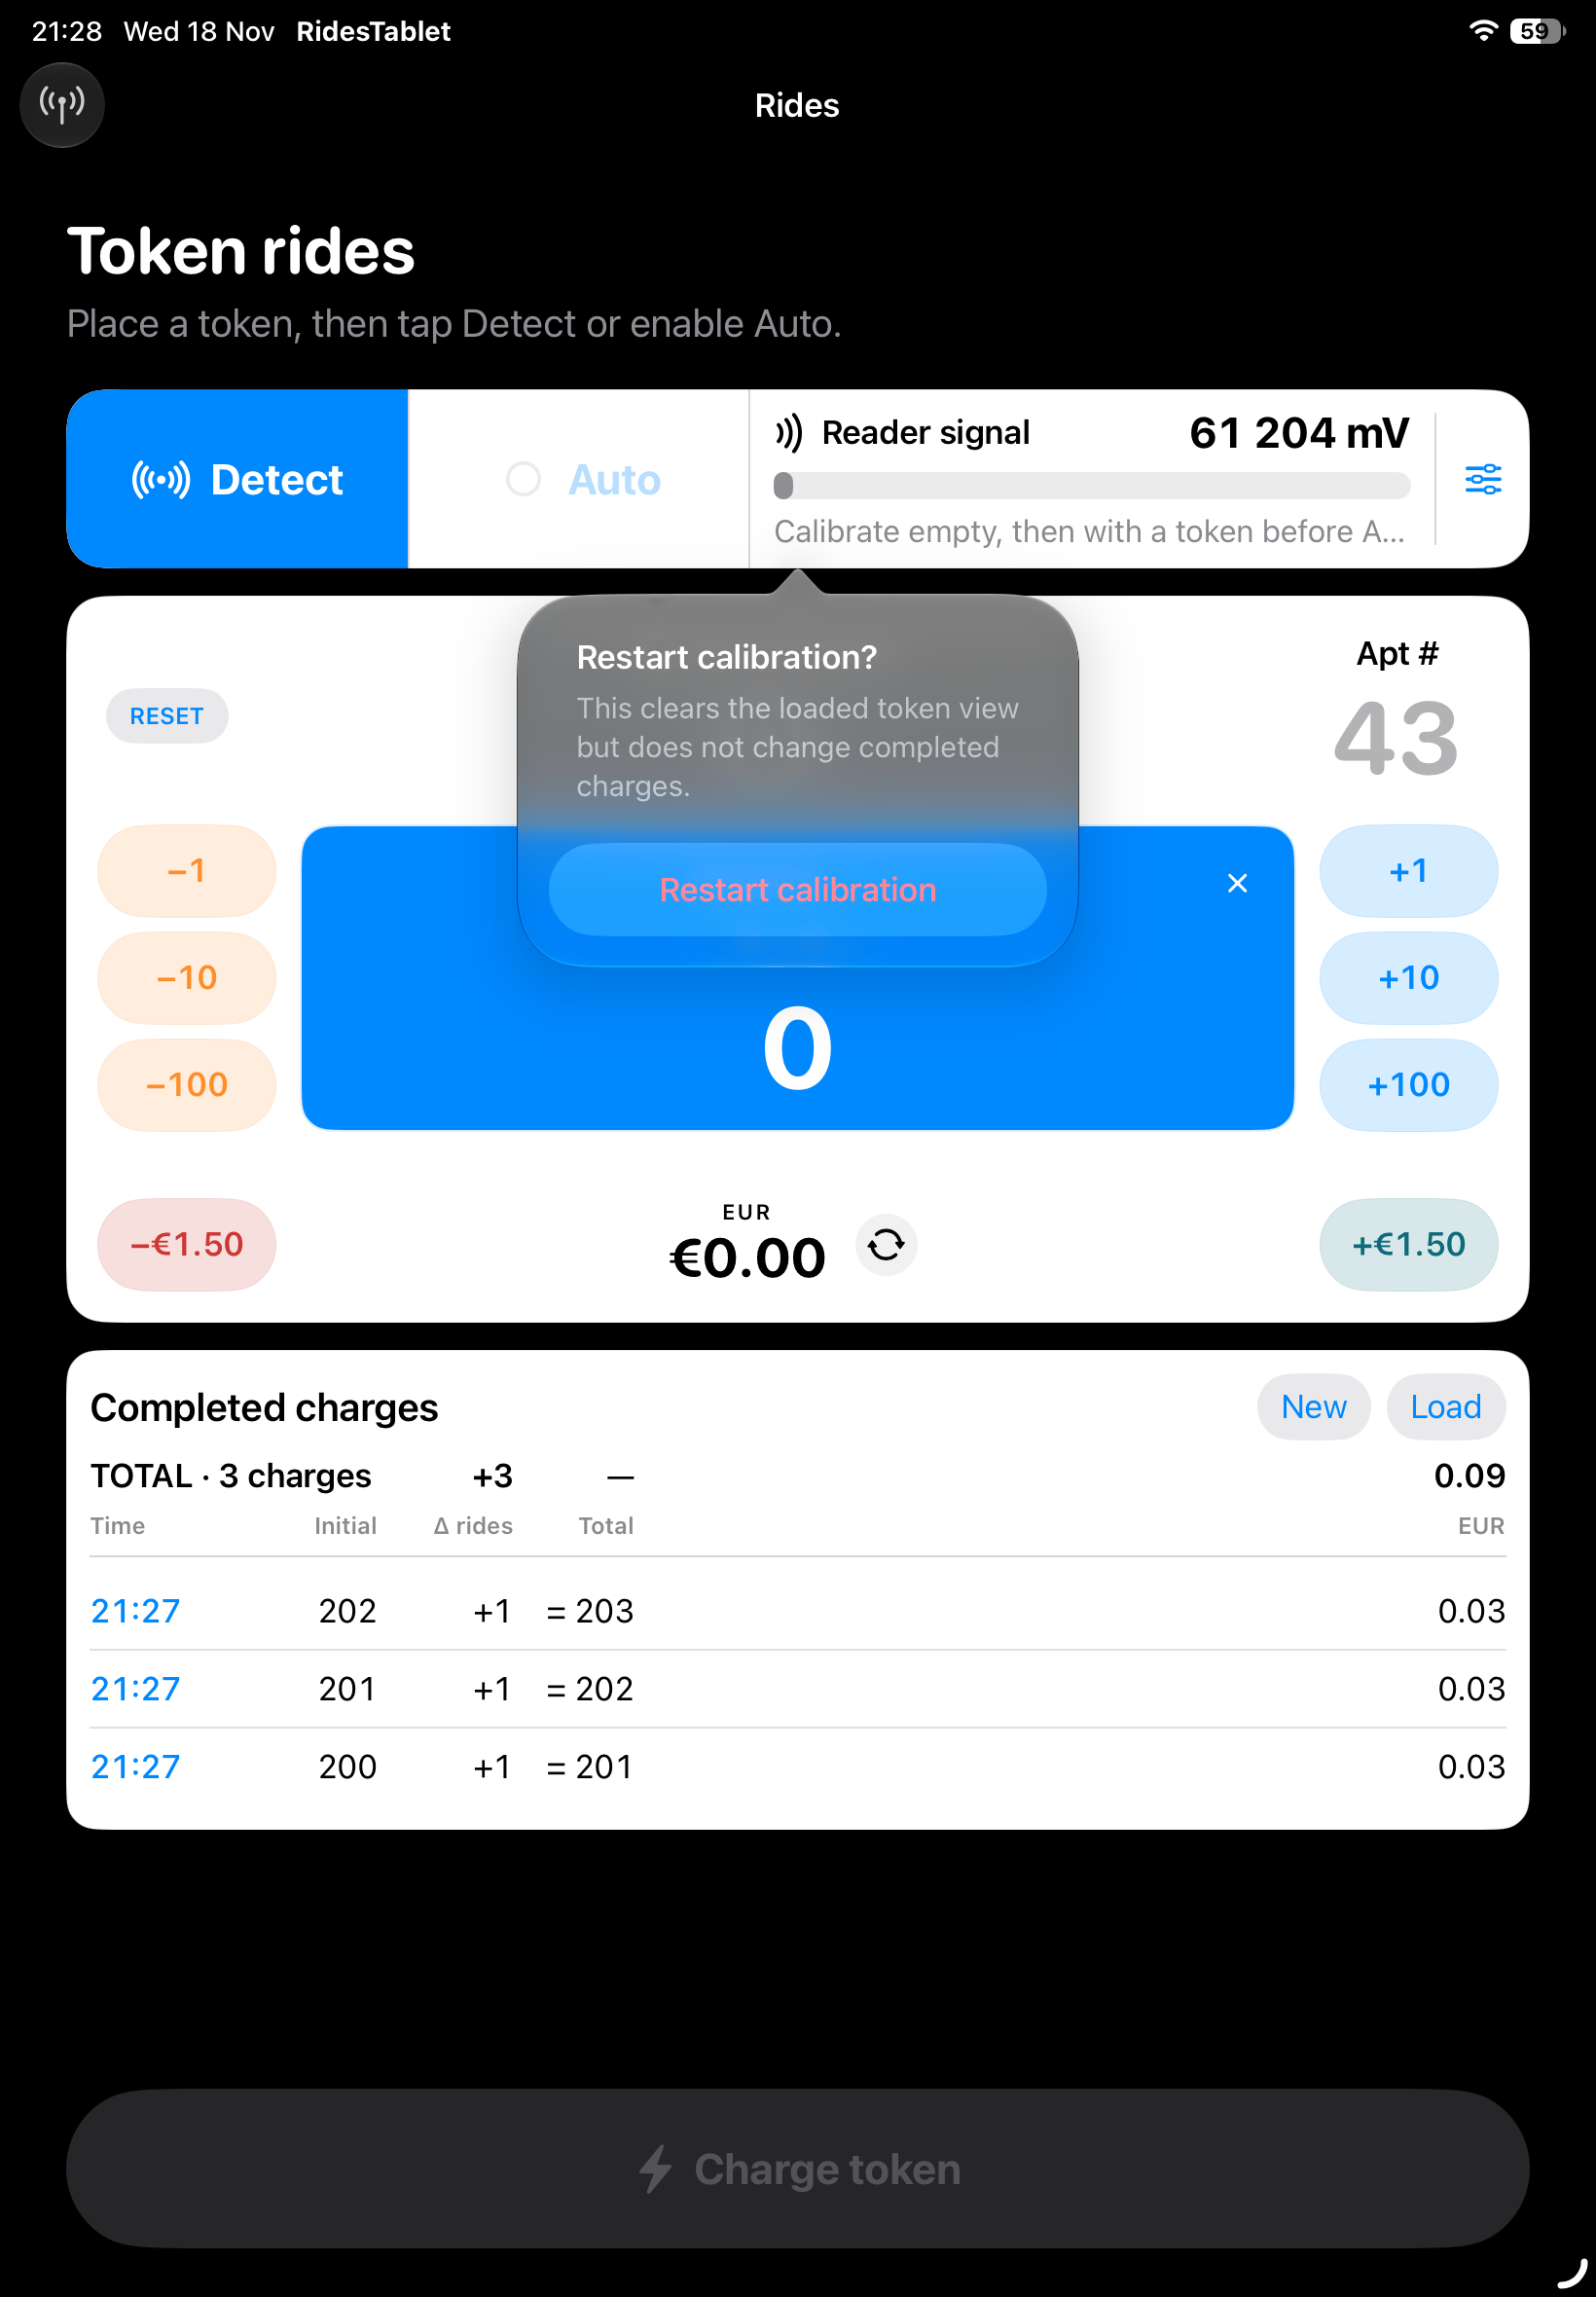 21:28 Wed 18 Nov RidesTablet
59
Rides
Token rides
Place a token, then tap Detect or enable Auto.
Detect
Auto
Reader signal 61 204 mV
Calibrate empty, then with a token before A...
Restart calibration?
This clears the loaded token view
but does not change completed
charges.
Restart calibration
RESET
Apt #
43
−1
−10
−100
0
+1
+10
+100
−€1.50
EUR
€0.00
+€1.50
Completed charges New Load
TOTAL · 3 charges +3 — 0.09
Time Initial Δ rides Total EUR
21:27 202 +1 = 203 0.03
21:27 201 +1 = 202 0.03
21:27 200 +1 = 201 0.03
Charge token